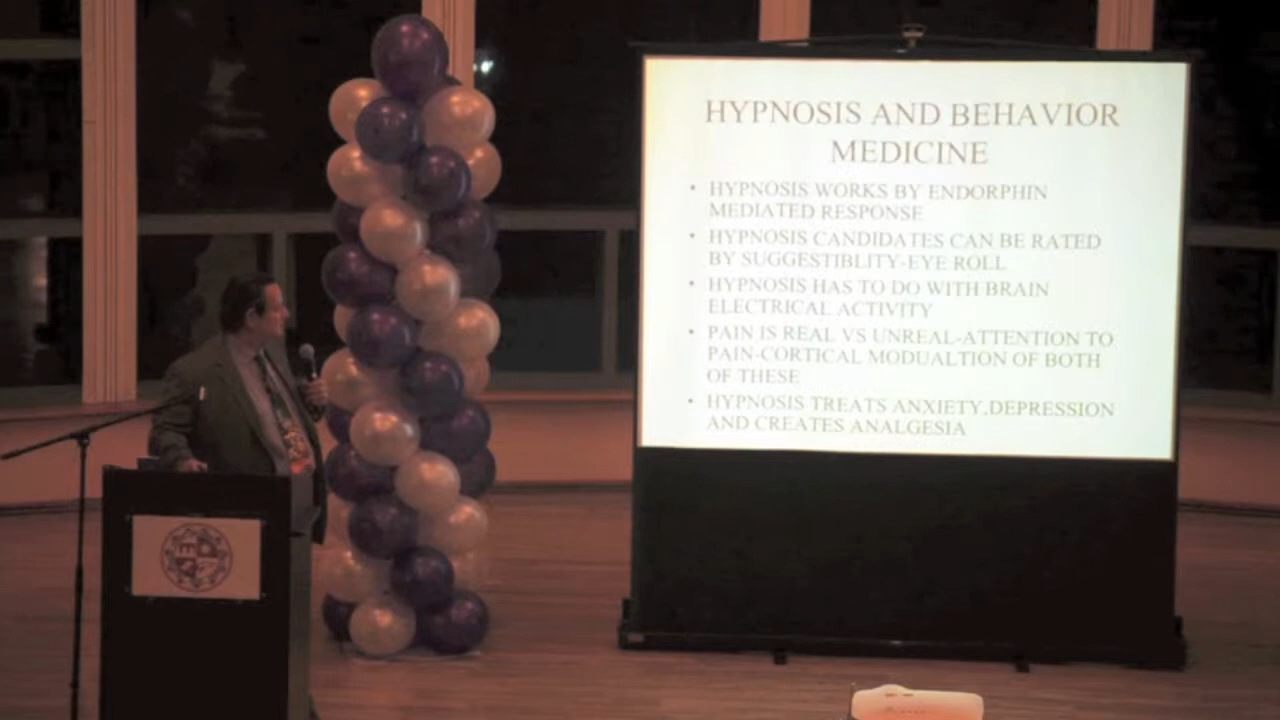 HYPNOSIS AND BEHAVIOR
MEDICINE
• HYPNOSIS WORKS BY ENDORPHIN
MEDIATED RESPONSE
• HYPNOSIS CANDIDATES CAN BE RATED
BY SUGGESTIBLITY-EYE ROLL
• HYPNOSIS HAS TO DO WITH BRAIN
ELECTRICAL ACTIVITY
• PAIN IS REAL VS UNREAL-ATTENTION TO
PAIN-CORTICAL MODUALTION OF BOTH
OF THESE
• HYPNOSIS TREATS ANXIETY,DEPRESSION
AND CREATES ANALGESIA